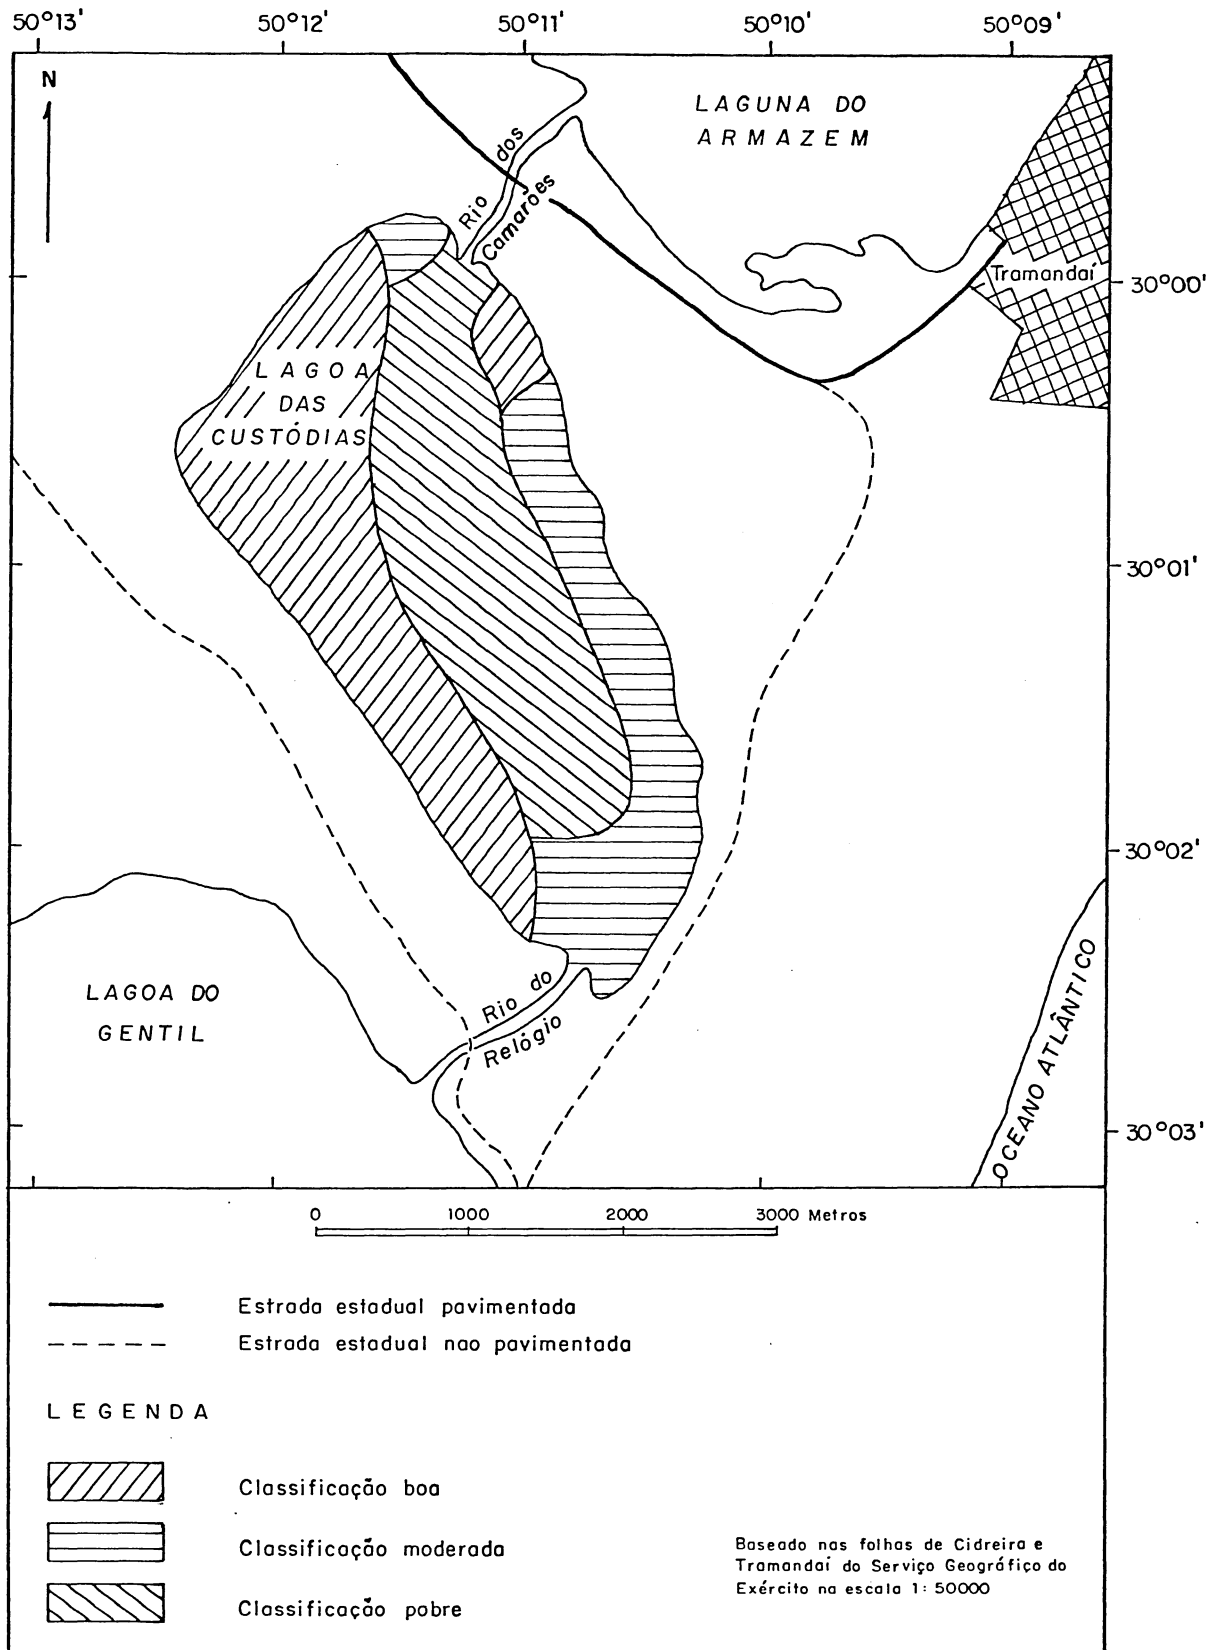 50°13' 50°12' 50°11' 50°10' 50°09'
N
LAGUNA DO
ARMAZEM
Rio dos
Camarões
Tramandaí
30°00'
LAGOA
DAS
CUSTÓDIAS
30°01'
30°02'
LAGOA DO
GENTIL
Rio do
Relógio
OCEANO ATLÂNTICO
30°03'
0 1000 2000 3000 Metros
Estrada estadual pavimentada
Estrada estadual nao pavimentada
LEGENDA
Classificação boa
Classificação moderada
Classificação pobre
Baseado nas folhas de Cidreira e
Tramandaí do Serviço Geográfico do
Exército na escala 1: 50000